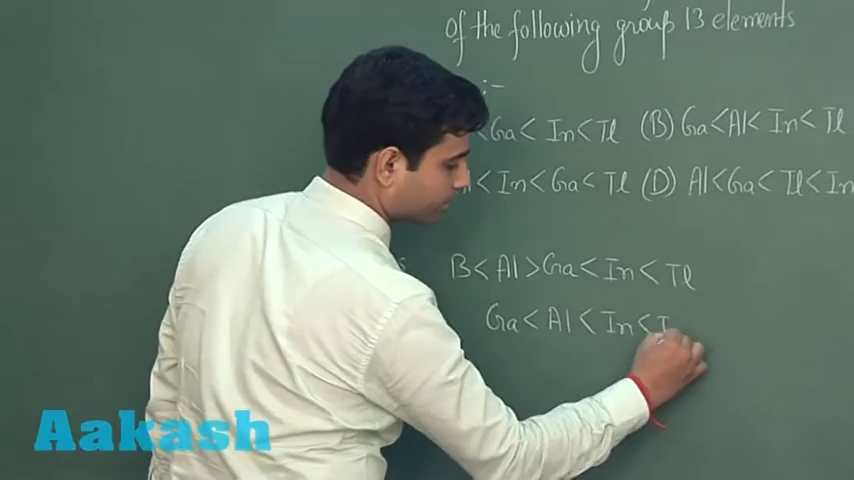 of the following group 13 elements
:-
<Ga< In< Tl (B) Ga<Al< In< Tl
< In<Ga< Tl (D) Al<Ga< Tl< In
B< Al >Ga< In< Tl
Ga< Al < In<
Aakash